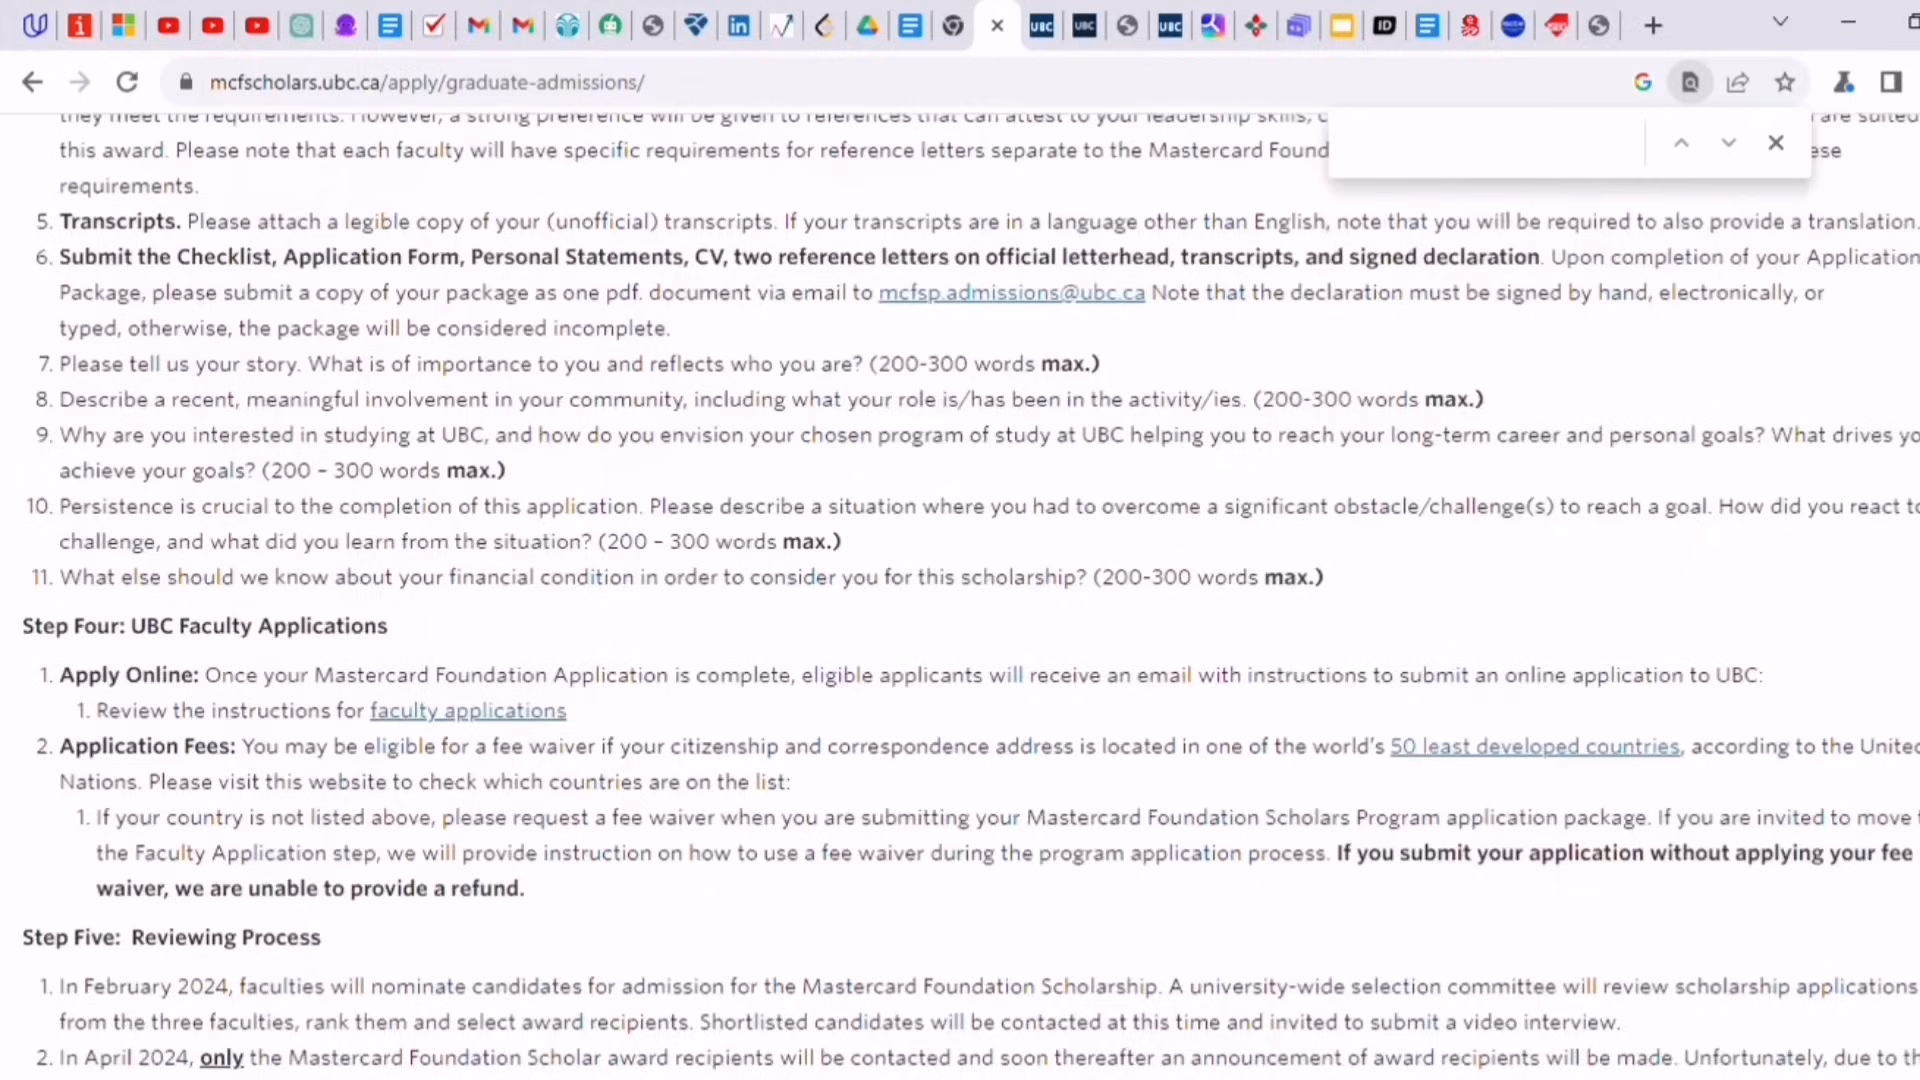 mcfscholars.ubc.ca/apply/graduate-admissions/
they meet the requirements. However, a strong preference will be given to references that can attest to your leadership skills,
this award. Please note that each faculty will have specific requirements for reference letters separate to the Mastercard Found
requirements.
5. Transcripts. Please attach a legible copy of your (unofficial) transcripts. If your transcripts are in a language other than English, note that you will be required to also provide a translation.
6. Submit the Checklist, Application Form, Personal Statements, CV, two reference letters on official letterhead, transcripts, and signed declaration. Upon completion of your Application
Package, please submit a copy of your package as one pdf. document via email to mcfsp.admissions@ubc.ca Note that the declaration must be signed by hand, electronically, or
typed, otherwise, the package will be considered incomplete.
7. Please tell us your story. What is of importance to you and reflects who you are? (200-300 words max.)
8. Describe a recent, meaningful involvement in your community, including what your role is/has been in the activity/ies. (200-300 words max.)
9. Why are you interested in studying at UBC, and how do you envision your chosen program of study at UBC helping you to reach your long-term career and personal goals? What drives yo
achieve your goals? (200 – 300 words max.)
10. Persistence is crucial to the completion of this application. Please describe a situation where you had to overcome a significant obstacle/challenge(s) to reach a goal. How did you react to
challenge, and what did you learn from the situation? (200 – 300 words max.)
11. What else should we know about your financial condition in order to consider you for this scholarship? (200-300 words max.)
Step Four: UBC Faculty Applications
1. Apply Online: Once your Mastercard Foundation Application is complete, eligible applicants will receive an email with instructions to submit an online application to UBC:
1. Review the instructions for faculty applications
2. Application Fees: You may be eligible for a fee waiver if your citizenship and correspondence address is located in one of the world's 50 least developed countries, according to the United
Nations. Please visit this website to check which countries are on the list:
1. If your country is not listed above, please request a fee waiver when you are submitting your Mastercard Foundation Scholars Program application package. If you are invited to move
the Faculty Application step, we will provide instruction on how to use a fee waiver during the program application process. If you submit your application without applying your fee
waiver, we are unable to provide a refund.
Step Five: Reviewing Process
1. In February 2024, faculties will nominate candidates for admission for the Mastercard Foundation Scholarship. A university-wide selection committee will review scholarship applications
from the three faculties, rank them and select award recipients. Shortlisted candidates will be contacted at this time and invited to submit a video interview.
2. In April 2024, only the Mastercard Foundation Scholar award recipients will be contacted and soon thereafter an announcement of award recipients will be made. Unfortunately, due to th